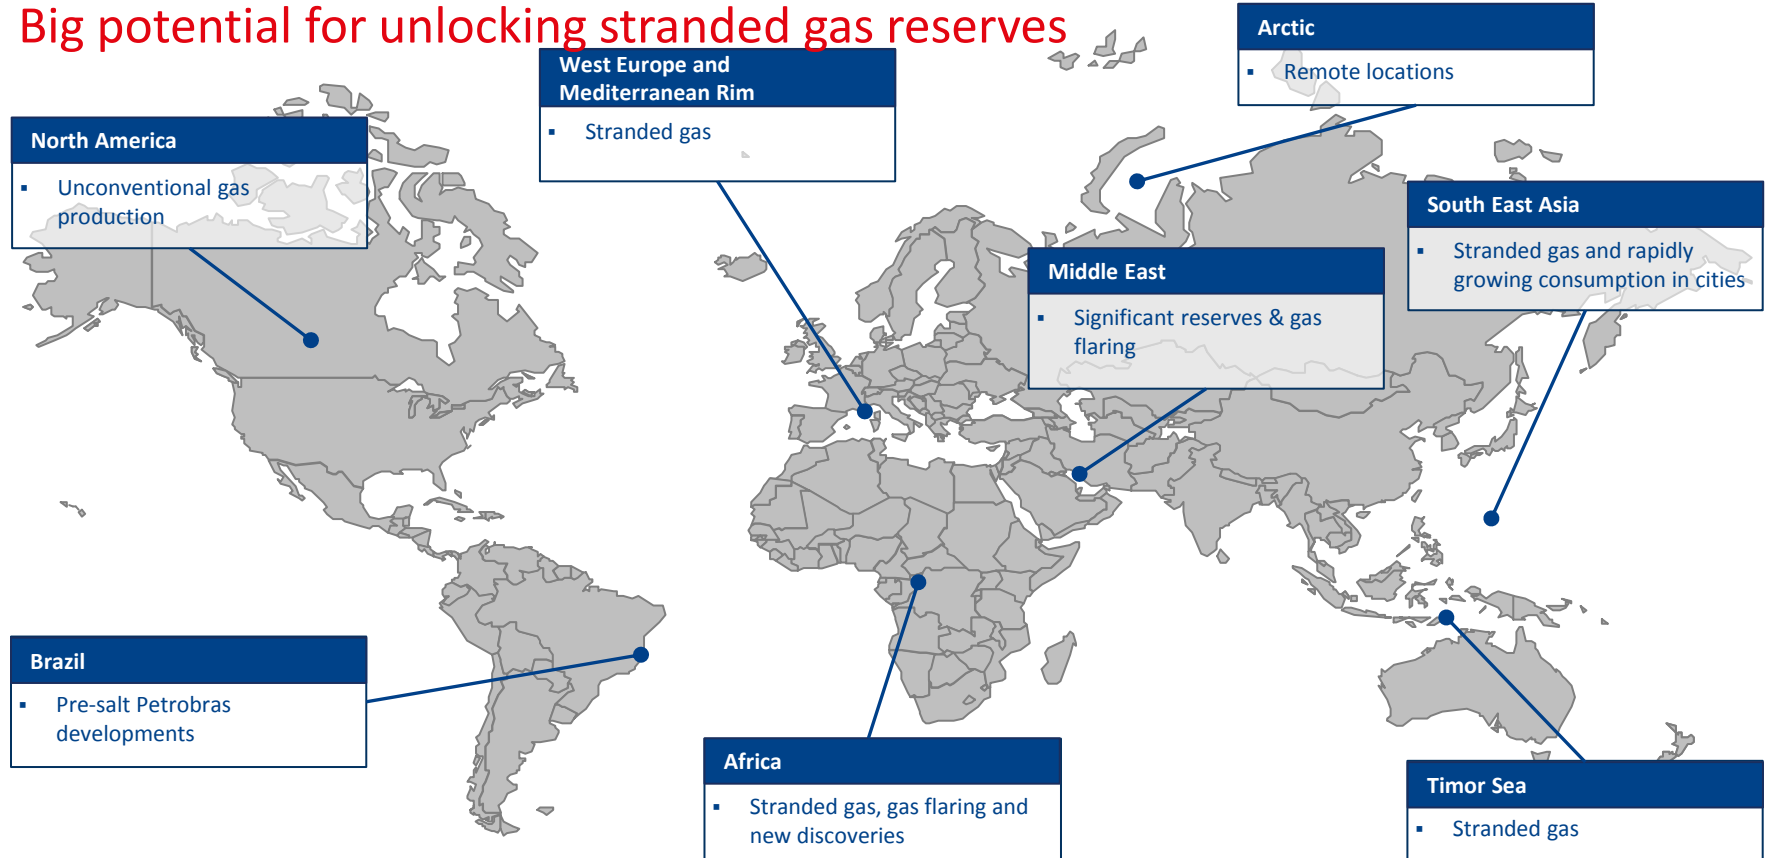 Big potential for unlocking stranded gas reserves
Arctic
▪ Remote locations
West Europe and
Mediterranean Rim
▪ Stranded gas
North America
▪ Unconventional gas
production
South East Asia
▪ Stranded gas and rapidly
growing consumption in cities
Middle East
▪ Significant reserves & gas
flaring
Brazil
▪ Pre-salt Petrobras
developments
Africa
▪ Stranded gas, gas flaring and
new discoveries
Timor Sea
▪ Stranded gas